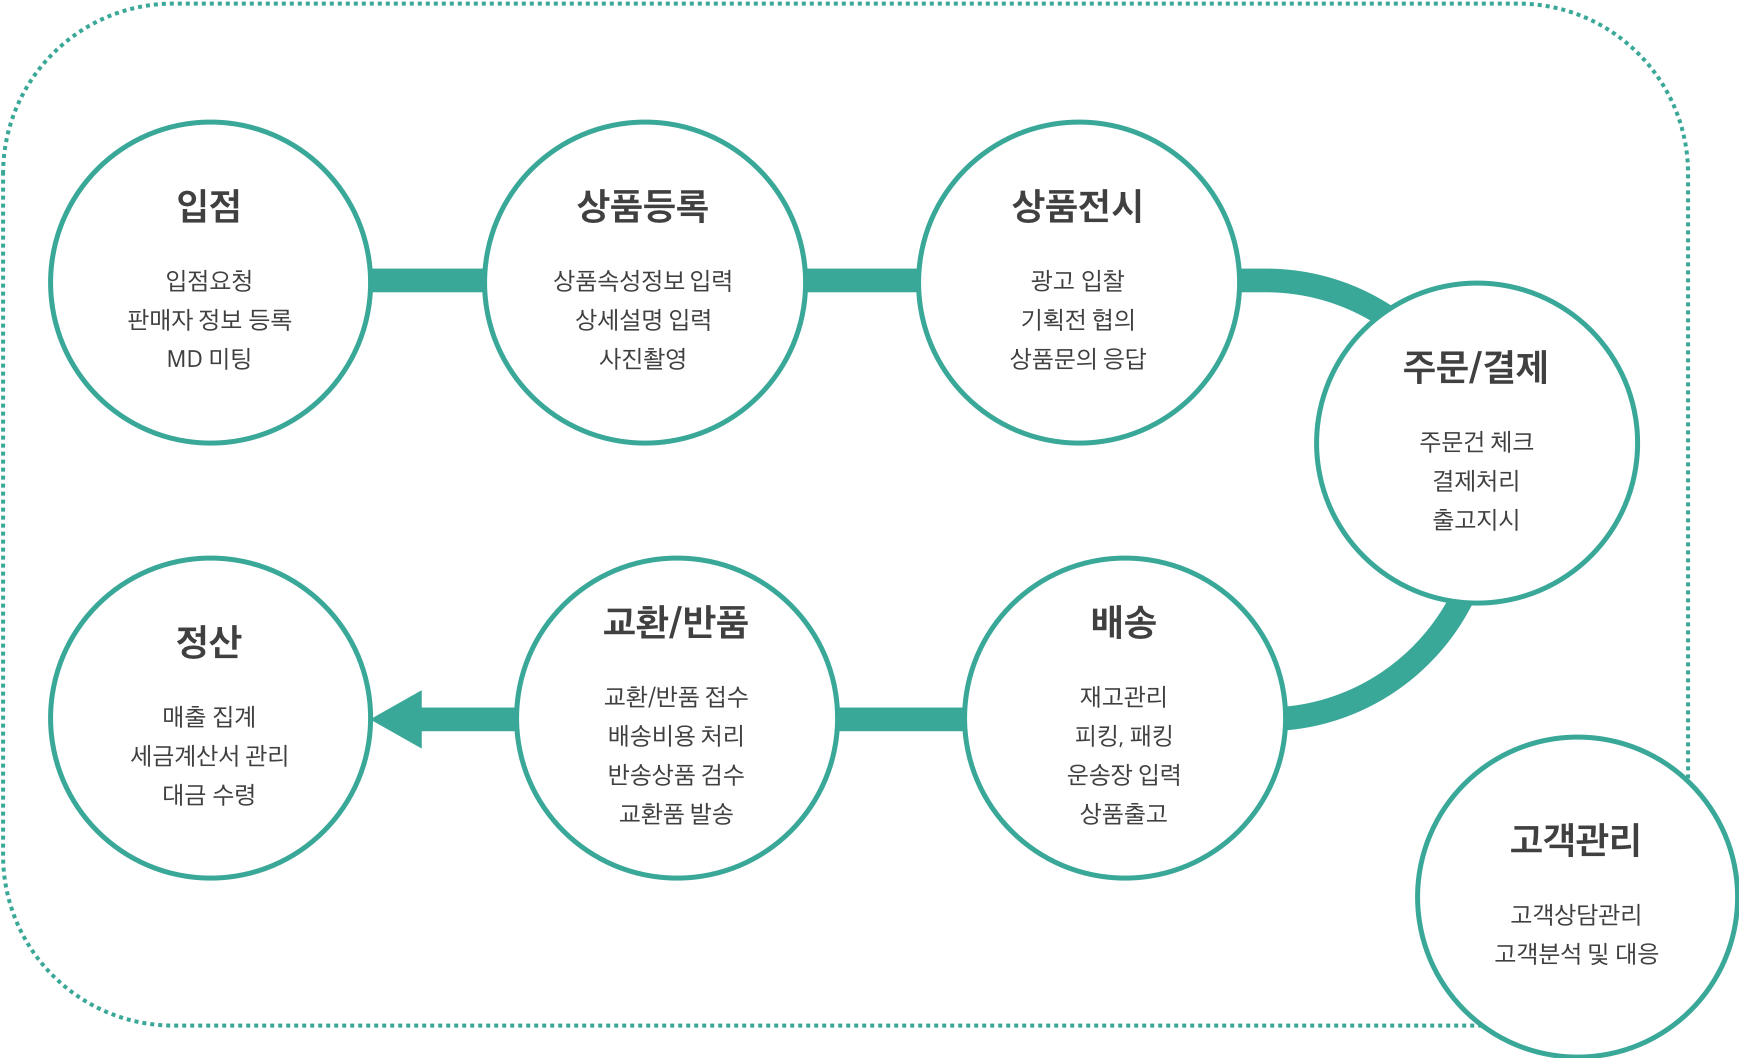 입점
입점요청
판매자 정보 등록
MD 미팅
상품등록
상품속성정보 입력
상세설명 입력
사진촬영
상품전시
광고 입찰
기획전 협의
상품문의 응답
주문/결제
주문건 체크
결제처리
출고지시
배송
재고관리
피킹, 패킹
운송장 입력
상품출고
교환/반품
교환/반품 접수
배송비용 처리
반송상품 검수
교환품 발송
정산
매출 집계
세금계산서 관리
대금 수령
고객관리
고객상담관리
고객분석 및 대응